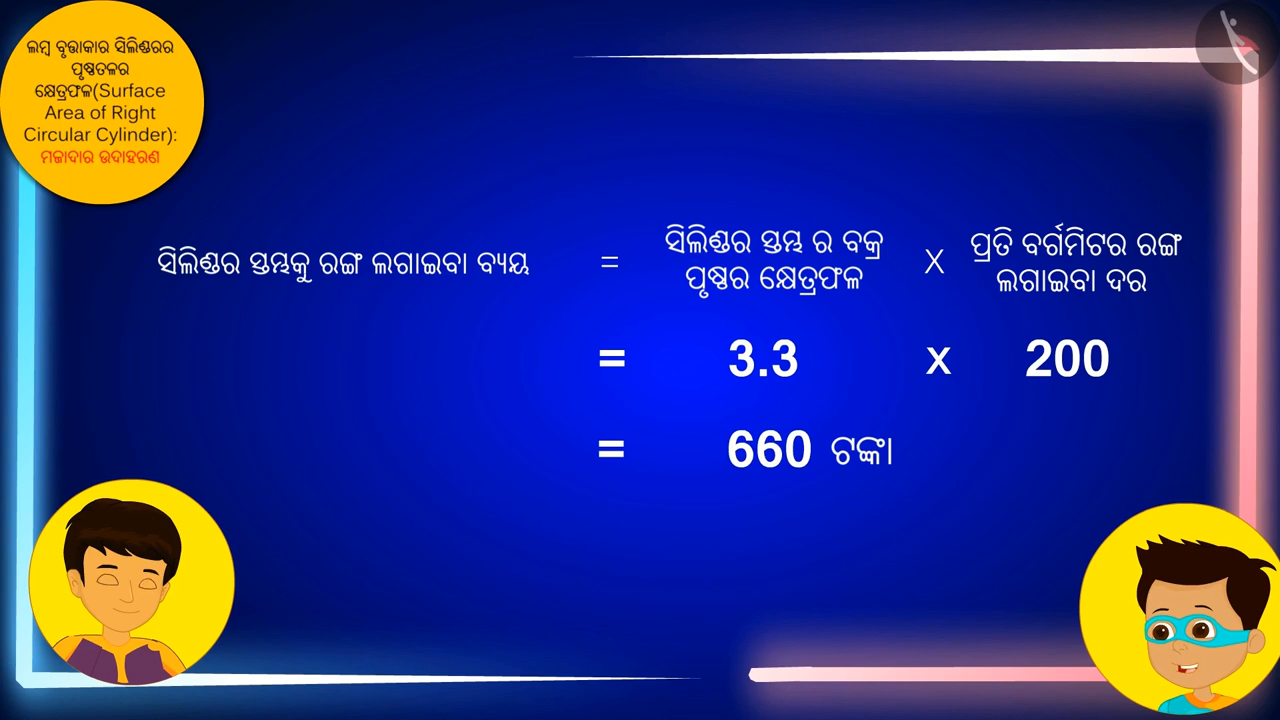 ଲମ୍ବ ବୃତ୍ତାକାର ସିଲିଣ୍ଡରର
ପୃଷ୍ଠତଳର
କ୍ଷେତ୍ରଫଳ(Surface
Area of Right
Circular Cylinder):
ମଜାଦାର ଉଦାହରଣ
ସିଲିଣ୍ଡର ସ୍ତମ୍ଭକୁ ରଙ୍ଗ ଲଗାଇବା ବ୍ୟୟ = ସିଲିଣ୍ଡର ସ୍ତମ୍ଭ ର ବକ୍ର ପୃଷ୍ଠର କ୍ଷେତ୍ରଫଳ X ପ୍ରତି ବର୍ଗମିଟର ରଙ୍ଗ ଲଗାଇବା ଦର
= 3.3 x 200
= 660 ଟଙ୍କା